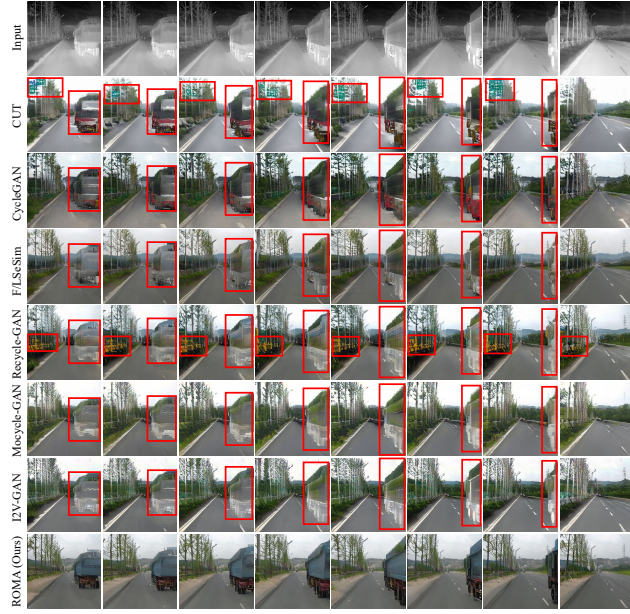 Input
CUT
CycleGAN
F/LSeSim
Recycle-GAN
Mocycle-GAN
I2V-GAN
ROMA (Ours)